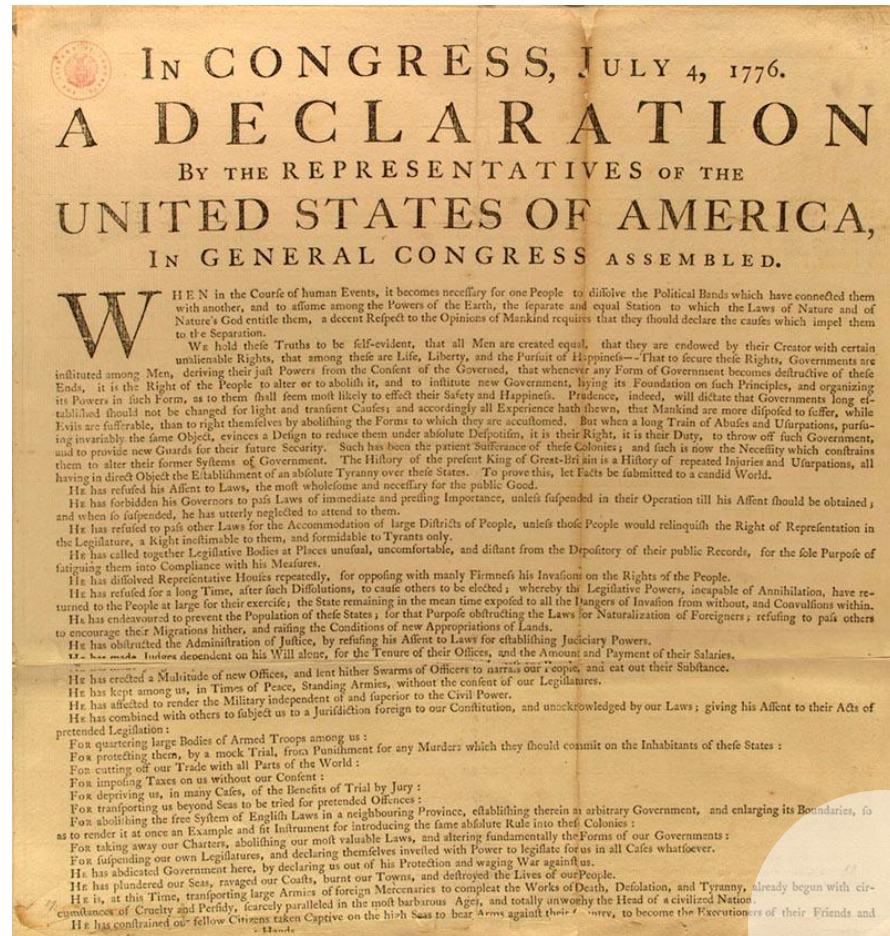 IN CONGRESS, JULY 4, 1776.
A DECLARATION
BY THE REPRESENTATIVES OF THE
UNITED STATES OF AMERICA,
IN GENERAL CONGRESS ASSEMBLED.
WHEN in the Courſe of human Events, it becomes neceſſary for one People to diſſolve the Political Bands which have connected them
with another, and to aſſume among the Powers of the Earth, the ſeparate and equal Station to which the Laws of Nature and of
Nature's God entitle them, a decent Reſpect to the Opinions of Mankind requires that they ſhould declare the cauſes which impel them
to the Separation.
WE hold theſe Truths to be ſelf-evident, that all Men are created equal, that they are endowed by their Creator with certain
unalienable Rights, that among theſe are Life, Liberty, and the Purſuit of Happineſs--That to ſecure theſe Rights, Governments are
inſtituted among Men, deriving their juſt Powers from the Conſent of the Governed, that whenever any Form of Government becomes deſtructive of theſe
Ends, it is the Right of the People to alter or to aboliſh it, and to inſtitute new Government, laying its Foundation on ſuch Principles, and organizing
its Powers in ſuch Form, as to them ſhall ſeem moſt likely to effect their Safety and Happineſs. Prudence, indeed, will dictate that Governments long eſ-
tabliſhed ſhould not be changed for light and tranſient Cauſes; and accordingly all Experience hath ſhewn, that Mankind are more diſpoſed to ſuffer, while
Evils are ſufferable, than to right themſelves by aboliſhing the Forms to which they are accuſtomed. But when a long Train of Abuſes and Uſurpations, purſu-
ing invariably the ſame Object, evinces a Deſign to reduce them under abſolute Deſpotiſm, it is their Right, it is their Duty, to throw off ſuch Government,
and to provide new Guards for their future Security. Such has been the patient Sufferance of theſe Colonies; and ſuch is now the Neceſſity which conſtrains
them to alter their former Syſtems of Government. The Hiſtory of the preſent King of Great-Britain is a Hiſtory of repeated Injuries and Uſurpations, all
having in direct Object the Eſtabliſhment of an abſolute Tyranny over theſe States. To prove this, let Facts be ſubmitted to a candid World.
HE has refuſed his Aſſent to Laws, the moſt wholeſome and neceſſary for the public Good.
HE has forbidden his Governors to paſs Laws of immediate and preſſing Importance, unleſs ſuſpended in their Operation till his Aſſent ſhould be obtained;
and when ſo ſuſpended, he has utterly neglected to attend to them.
HE has refuſed to paſs other Laws for the Accommodation of large Diſtricts of People, unleſs thoſe People would relinquiſh the Right of Repreſentation in
the Legiſlature, a Right ineſtimable to them, and formidable to Tyrants only.
HE has called together Legiſlative Bodies at Places unuſual, uncomfortable, and diſtant from the Depoſitory of their public Records, for the ſole Purpoſe of
fatiguing them into Compliance with his Meaſures.
HE has diſſolved Repreſentative Houſes repeatedly, for oppoſing with manly Firmneſs his Invaſions on the Rights of the People.
HE has refuſed for a long Time, after ſuch Diſſolutions, to cauſe others to be elected; whereby the Legiſlative Powers, incapable of Annihilation, have re-
turned to the People at large for their exerciſe; the State remaining in the mean time expoſed to all the Dangers of Invaſion from without, and Convulſions within.
HE has endeavoured to prevent the Population of theſe States; for that Purpoſe obſtructing the Laws for Naturalization of Foreigners; refuſing to paſs others
to encourage their Migrations hither, and raiſing the Conditions of new Appropriations of Lands.
HE has obſtructed the Adminiſtration of Juſtice, by refuſing his Aſſent to Laws for eſtabliſhing Judiciary Powers.
HE has made Judges dependent on his Will alone, for the Tenure of their Offices, and the Amount and Payment of their Salaries.
HE has erected a Multitude of new Offices, and ſent hither Swarms of Officers to harraſs our People, and eat out their Subſtance.
HE has kept among us, in Times of Peace, Standing Armies, without the conſent of our Legiſlatures.
HE has affected to render the Military independent of and ſuperior to the Civil Power.
HE has combined with others to ſubject us to a Juriſdiction foreign to our Conſtitution, and unacknowledged by our Laws; giving his Aſſent to their Acts of
pretended Legiſlation:
FOR quartering large Bodies of Armed Troops among us:
FOR protecting them, by a mock Trial, from Puniſhment for any Murders which they ſhould commit on the Inhabitants of theſe States:
FOR cutting off our Trade with all Parts of the World:
FOR impoſing Taxes on us without our Conſent:
FOR depriving us, in many Caſes, of the Benefits of Trial by Jury:
FOR tranſporting us beyond Seas to be tried for pretended Offences:
FOR aboliſhing the free Syſtem of Engliſh Laws in a neighbouring Province, eſtabliſhing therein an arbitrary Government, and enlarging its Boundaries, ſo
as to render it at once an Example and fit Inſtrument for introducing the ſame abſolute Rule into theſe Colonies:
FOR taking away our Charters, aboliſhing our moſt valuable Laws, and altering fundamentally the Forms of our Governments:
FOR ſuſpending our own Legiſlatures, and declaring themſelves inveſted with Power to legiſlate for us in all Caſes whatſoever.
HE has abdicated Government here, by declaring us out of his Protection and waging War againſt us.
HE has plundered our Seas, ravaged our Coaſts, burnt our Towns, and deſtroyed the Lives of our People.
HE is, at this Time, tranſporting large Armies of foreign Mercenaries to compleat the Works of Death, Deſolation, and Tyranny, already begun with cir-
cumſtances of Cruelty and Perfidy, ſcarcely paralleled in the moſt barbarous Ages, and totally unworthy the Head of a civilized Nation.
HE has conſtrained our fellow Citizens taken Captive on the high Seas to bear Arms againſt their Country, to become the Executioners of their Friends and
Hands.